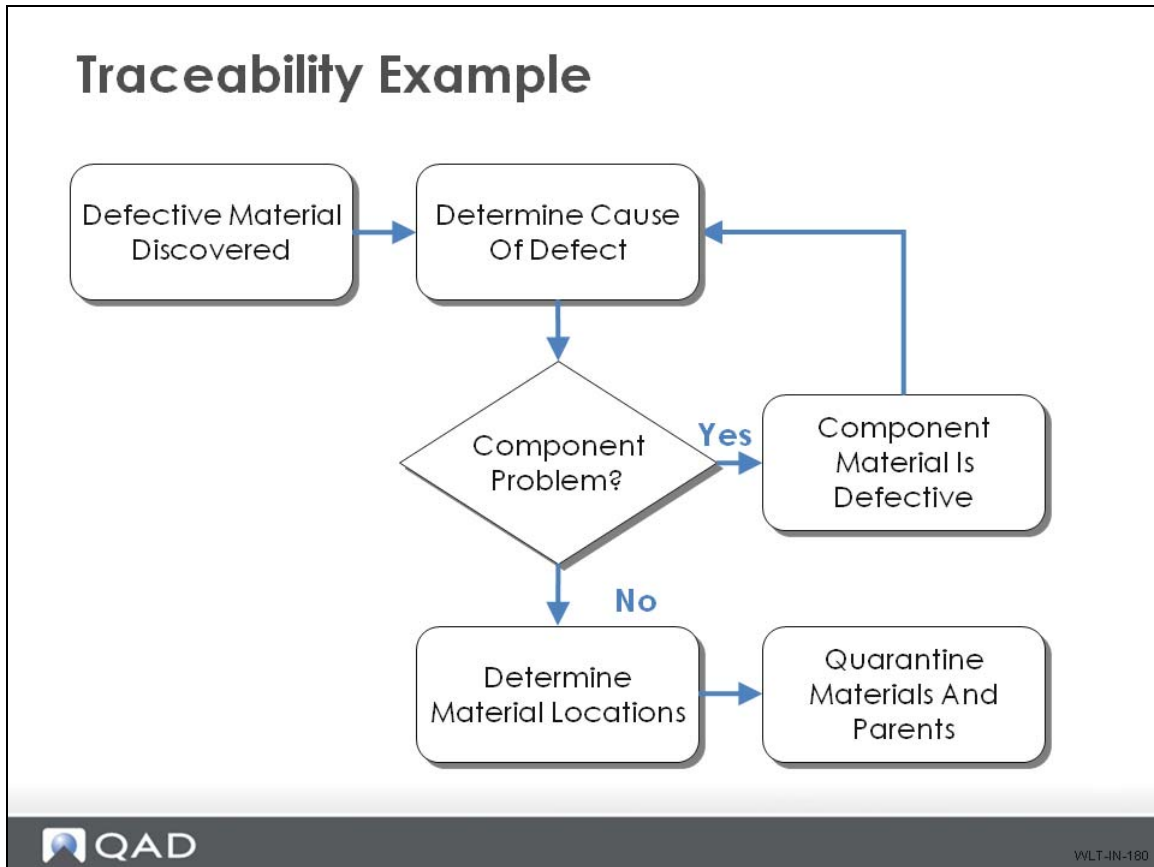 Traceability Example
Defective Material
Discovered
Determine Cause
Of Defect
Component
Problem?
Yes
Component
Material Is
Defective
No
Determine
Material Locations
Quarantine
Materials And
Parents
QAD
WLT-IN-180